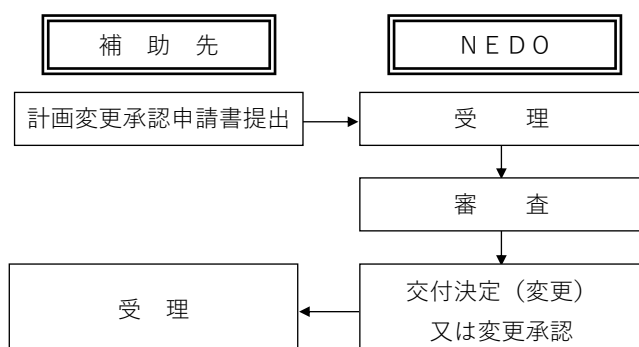 補　助　先
ＮＥＤＯ
計画変更承認申請書提出
受　　理
審　　査
交付決定（変更）
又は変更承認
受　理